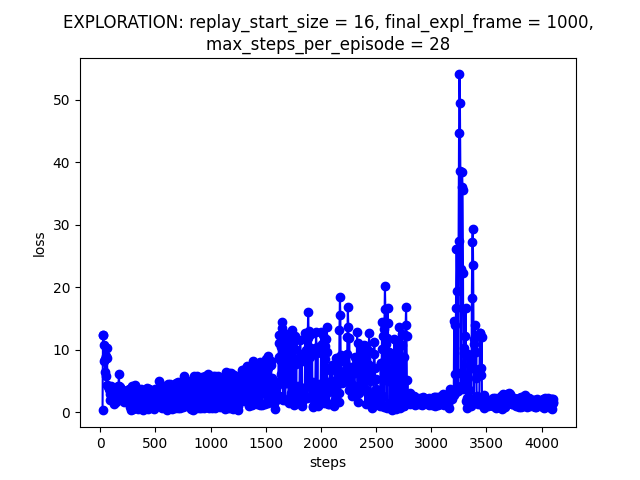 EXPLORATION: replay_start_size = 16, final_expl_frame = 1000,
max_steps_per_episode = 28
50
40
30
20
10
0
loss
0 500 1000 1500 2000 2500 3000 3500 4000
steps